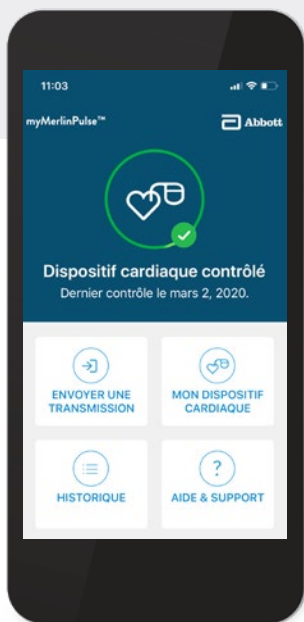 11:03
myMerlinPulse™
Abbott
Dispositif cardiaque contrôlé
Dernier contrôle le mars 2, 2020.
ENVOYER UNE
TRANSMISSION
MON DISPOSITIF
CARDIAQUE
HISTORIQUE
AIDE & SUPPORT